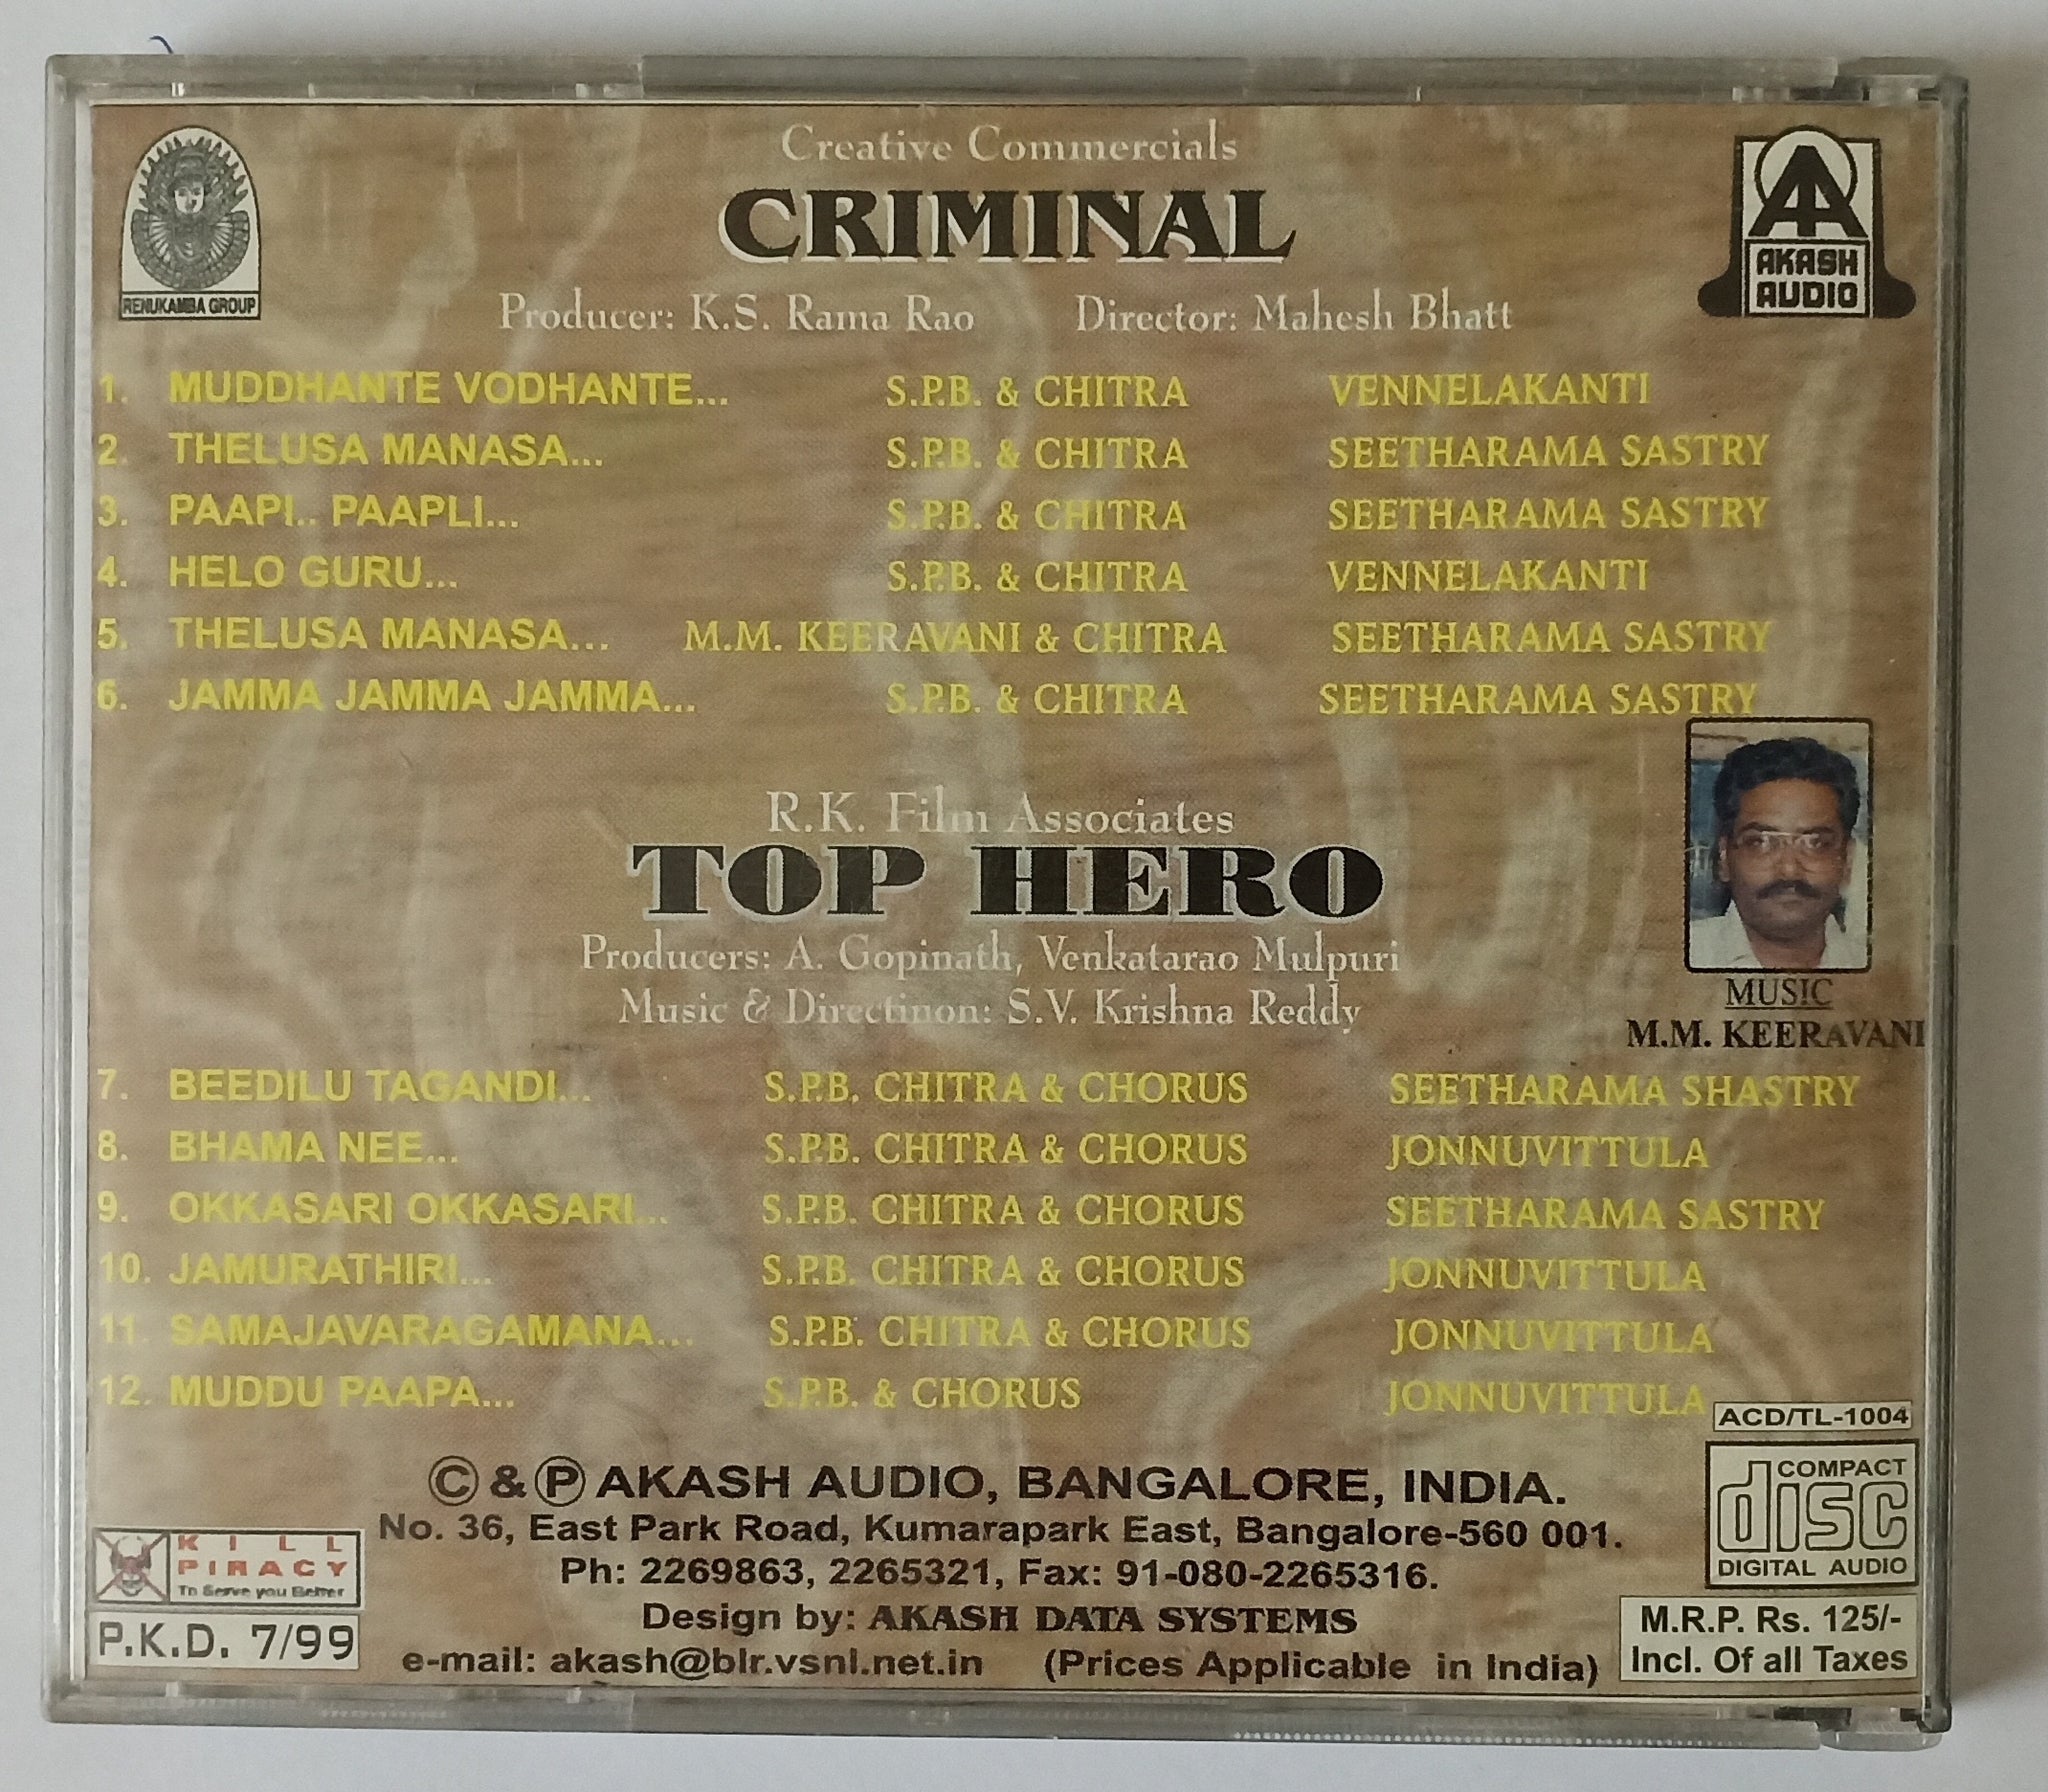 Creative Commercials
CRIMINAL
RENUKAMBA GROUP
AKASH
AUDIO
Producer: K.S. Rama Rao Director: Mahesh Bhatt
1. MUDDHANTE VODHANTE... S.P.B. & CHITRA VENNELAKANTI
2. THELUSA MANASA... S.P.B. & CHITRA SEETHARAMA SASTRY
3. PAAPI.. PAAPLI... S.P.B. & CHITRA SEETHARAMA SASTRY
4. HELO GURU... S.P.B. & CHITRA VENNELAKANTI
5. THELUSA MANASA... M.M. KEERAVANI & CHITRA SEETHARAMA SASTRY
6. JAMMA JAMMA JAMMA... S.P.B. & CHITRA SEETHARAMA SASTRY
R.K. Film Associates
TOP HERO
Producers: A. Gopinath, Venkatarao Mulpuri
Music & Directinon: S.V. Krishna Reddy
MUSIC
M.M. KEERAVANI
7. BEEDILU TAGANDI... S.P.B. CHITRA & CHORUS SEETHARAMA SHASTRY
8. BHAMA NEE... S.P.B. CHITRA & CHORUS JONNUVITTULA
9. OKKASARI OKKASARI... S.P.B. CHITRA & CHORUS SEETHARAMA SASTRY
10. JAMURATHIRI... S.P.B. CHITRA & CHORUS JONNUVITTULA
11. SAMAJAVARAGAMANA... S.P.B. CHITRA & CHORUS JONNUVITTULA
12. MUDDU PAAPA... S.P.B. & CHORUS JONNUVITTULA
ACD/TL-1004
COMPACT
disc
DIGITAL AUDIO
Ⓒ & Ⓟ AKASH AUDIO, BANGALORE, INDIA.
No. 36, East Park Road, Kumarapark East, Bangalore-560 001.
Ph: 2269863, 2265321, Fax: 91-080-2265316.
Design by: AKASH DATA SYSTEMS
e-mail: akash@blr.vsnl.net.in (Prices Applicable in India)
KILL
PIRACY
To Serve you Better
P.K.D. 7/99
M.R.P. Rs. 125/-
Incl. Of all Taxes